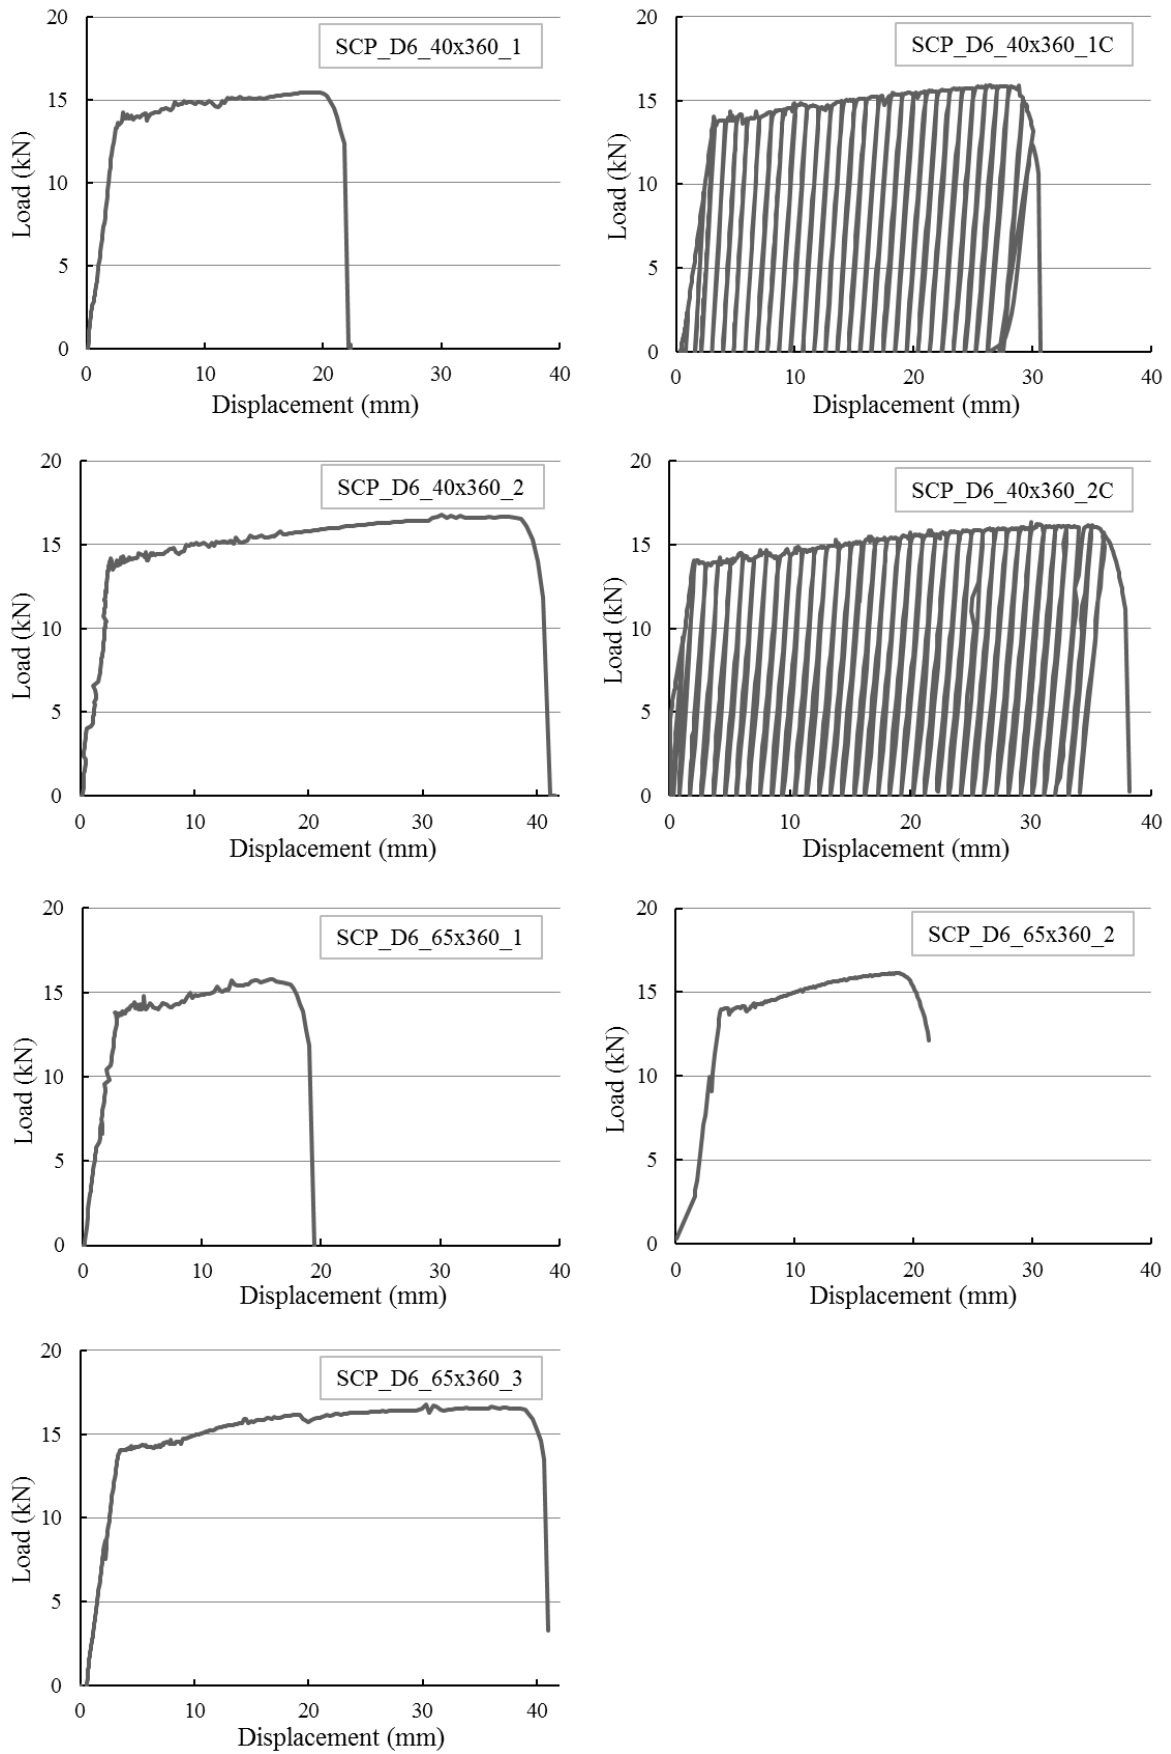 SCP_D6_40x360_1
20
15
10
5
0
Load (kN)
0 10 20 30 40
Displacement (mm)
SCP_D6_40x360_1C
20
15
10
5
0
Load (kN)
0 10 20 30 40
Displacement (mm)
SCP_D6_40x360_2
20
15
10
5
0
Load (kN)
0 10 20 30 40
Displacement (mm)
SCP_D6_40x360_2C
20
15
10
5
0
Load (kN)
0 10 20 30 40
Displacement (mm)
SCP_D6_65x360_1
20
15
10
5
0
Load (kN)
0 10 20 30 40
Displacement (mm)
SCP_D6_65x360_2
20
15
10
5
0
Load (kN)
0 10 20 30 40
Displacement (mm)
SCP_D6_65x360_3
20
15
10
5
0
Load (kN)
0 10 20 30 40
Displacement (mm)